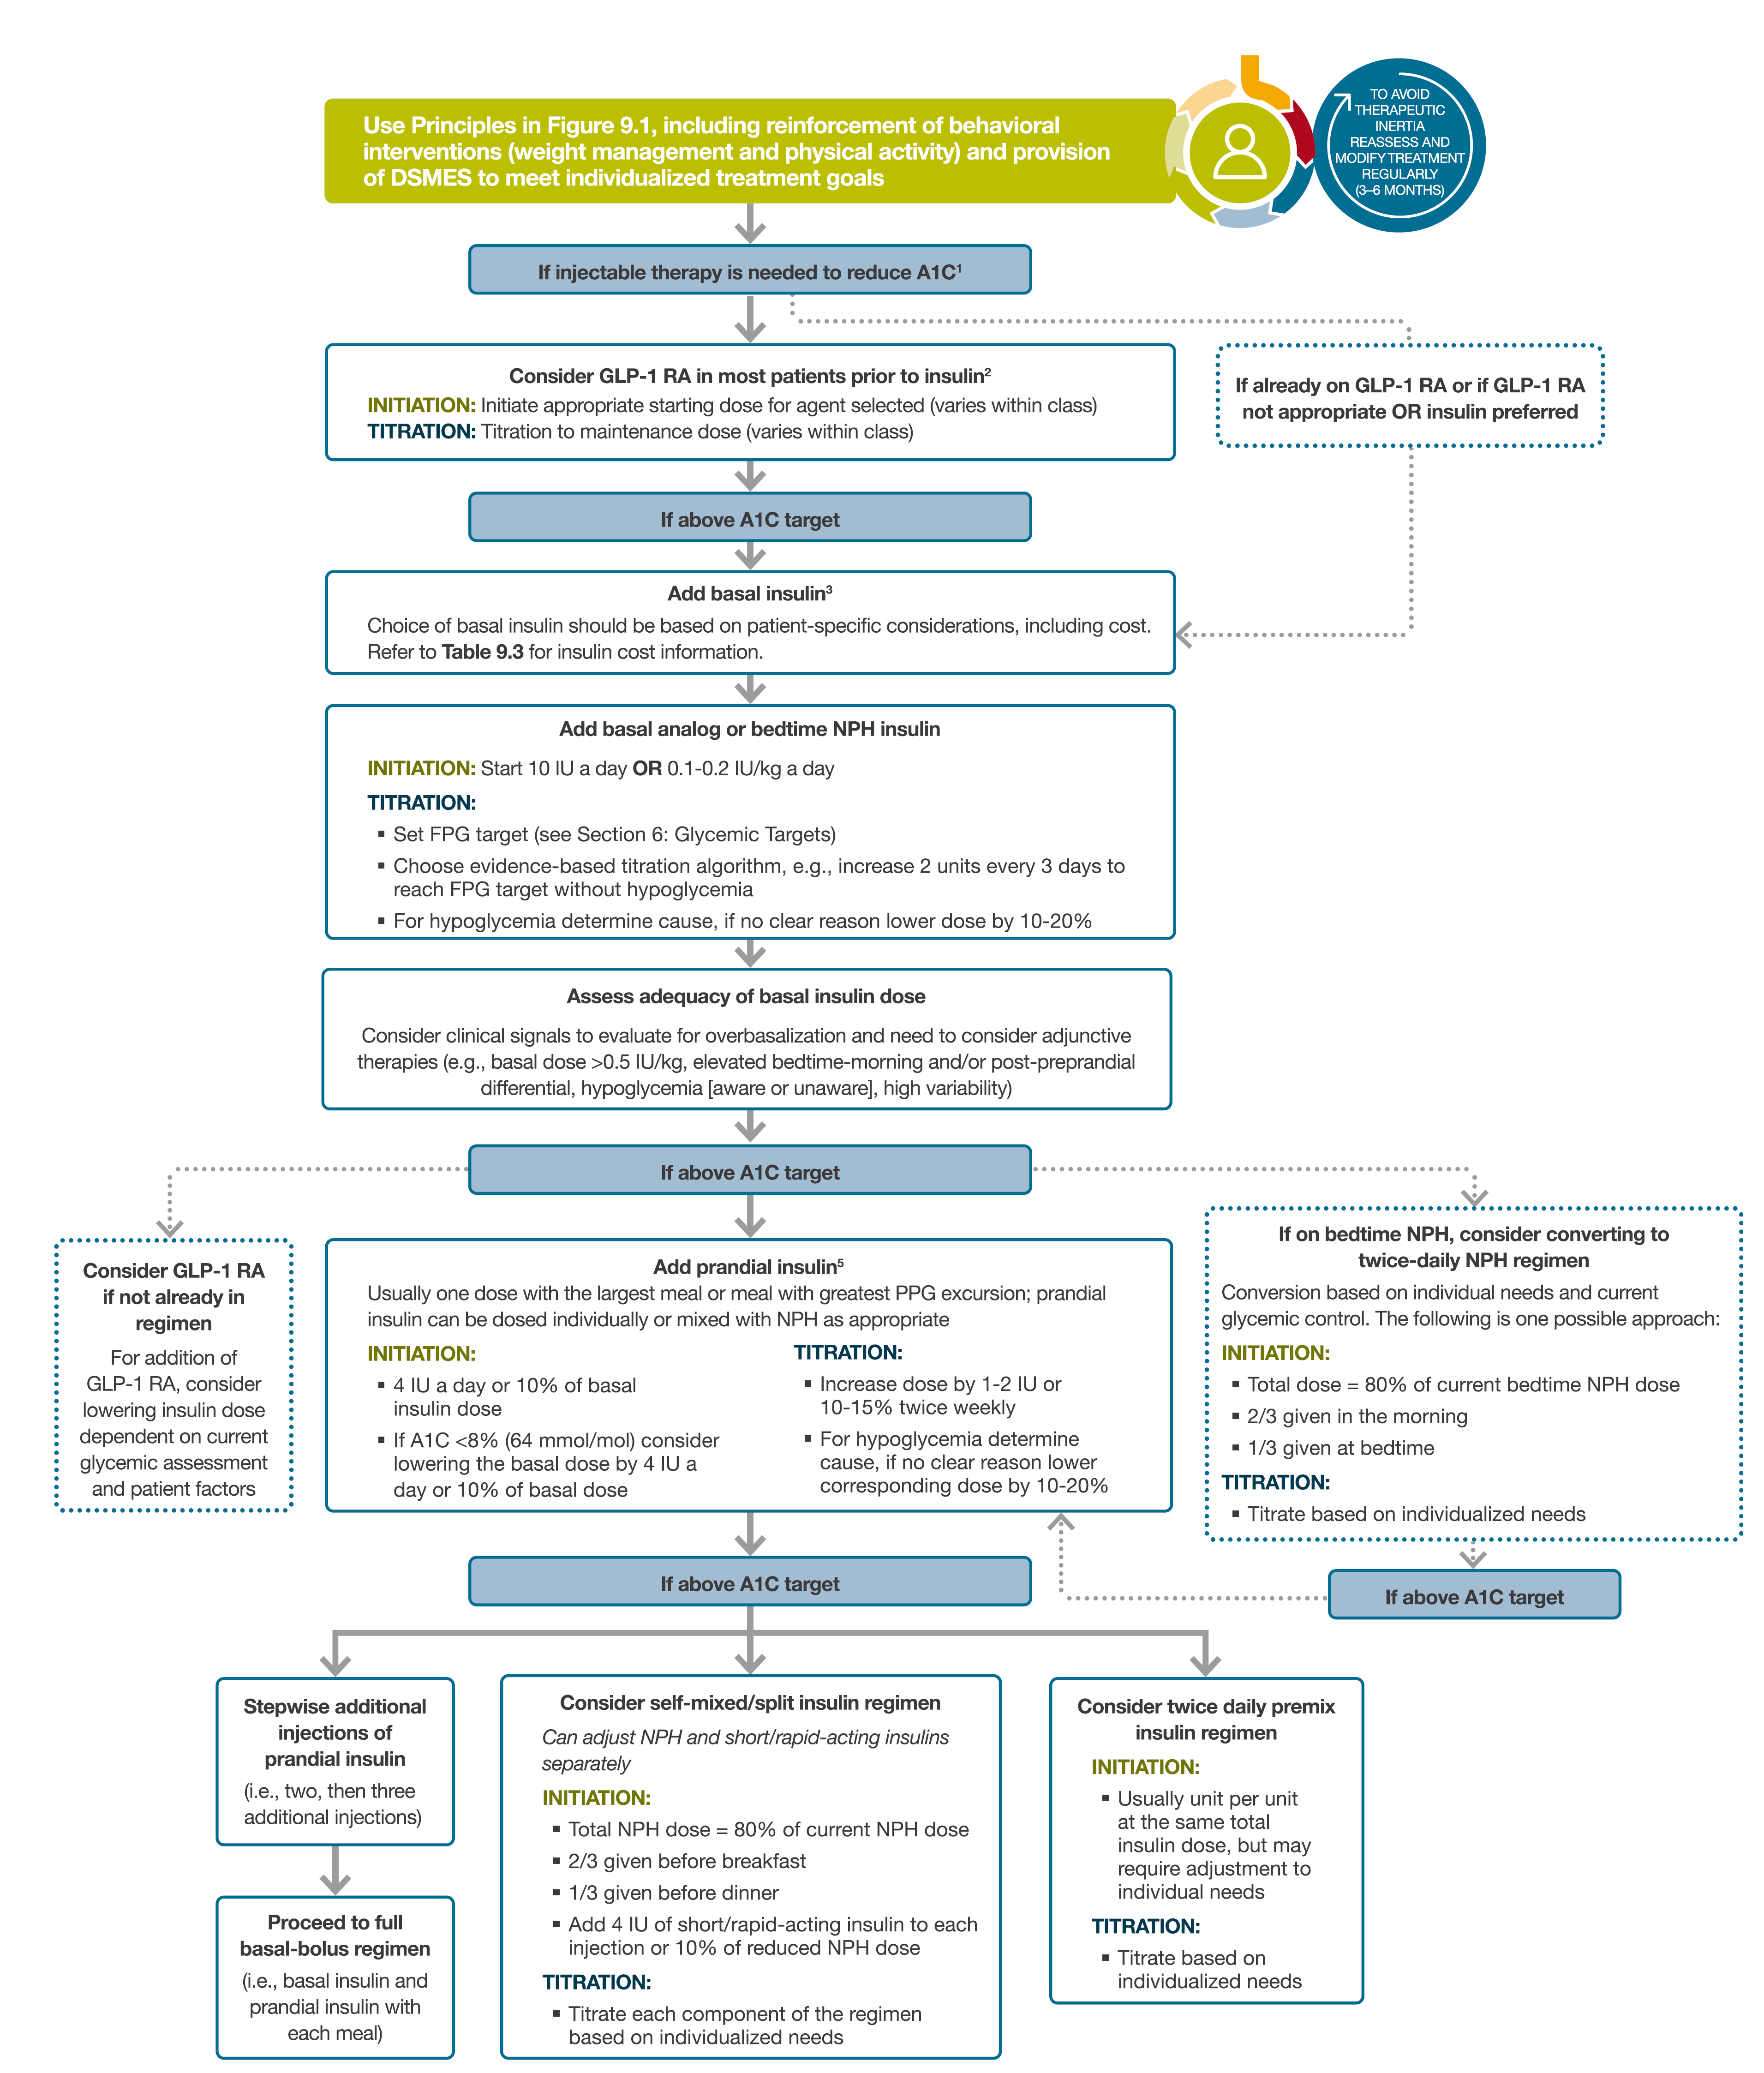 Use Principles in Figure 9.1, including reinforcement of behavioral
interventions (weight management and physical activity) and provision
of DSMES to meet individualized treatment goals
TO AVOID
THERAPEUTIC
INERTIA
REASSESS AND
MODIFY TREATMENT
REGULARLY
(3–6 MONTHS)
If injectable therapy is needed to reduce A1C¹
Consider GLP-1 RA in most patients prior to insulin²
INITIATION: Initiate appropriate starting dose for agent selected (varies within class)
TITRATION: Titration to maintenance dose (varies within class)
If already on GLP-1 RA or if GLP-1 RA
not appropriate OR insulin preferred
If above A1C target
Add basal insulin³
Choice of basal insulin should be based on patient-specific considerations, including cost.
Refer to Table 9.3 for insulin cost information.
Add basal analog or bedtime NPH insulin
INITIATION: Start 10 IU a day OR 0.1-0.2 IU/kg a day
TITRATION:
▪ Set FPG target (see Section 6: Glycemic Targets)
▪ Choose evidence-based titration algorithm, e.g., increase 2 units every 3 days to
reach FPG target without hypoglycemia
▪ For hypoglycemia determine cause, if no clear reason lower dose by 10-20%
Assess adequacy of basal insulin dose
Consider clinical signals to evaluate for overbasalization and need to consider adjunctive
therapies (e.g., basal dose >0.5 IU/kg, elevated bedtime-morning and/or post-preprandial
differential, hypoglycemia [aware or unaware], high variability)
If above A1C target
Consider GLP-1 RA
if not already in
regimen
For addition of
GLP-1 RA, consider
lowering insulin dose
dependent on current
glycemic assessment
and patient factors
Add prandial insulin⁵
Usually one dose with the largest meal or meal with greatest PPG excursion; prandial
insulin can be dosed individually or mixed with NPH as appropriate
INITIATION:
▪ 4 IU a day or 10% of basal
insulin dose
▪ If A1C <8% (64 mmol/mol) consider
lowering the basal dose by 4 IU a
day or 10% of basal dose
TITRATION:
▪ Increase dose by 1-2 IU or
10-15% twice weekly
▪ For hypoglycemia determine
cause, if no clear reason lower
corresponding dose by 10-20%
If on bedtime NPH, consider converting to
twice-daily NPH regimen
Conversion based on individual needs and current
glycemic control. The following is one possible approach:
INITIATION:
▪ Total dose = 80% of current bedtime NPH dose
▪ 2/3 given in the morning
▪ 1/3 given at bedtime
TITRATION:
▪ Titrate based on individualized needs
If above A1C target
If above A1C target
Stepwise additional
injections of
prandial insulin
(i.e., two, then three
additional injections)
Proceed to full
basal-bolus regimen
(i.e., basal insulin and
prandial insulin with
each meal)
Consider self-mixed/split insulin regimen
Can adjust NPH and short/rapid-acting insulins
separately
INITIATION:
▪ Total NPH dose = 80% of current NPH dose
▪ 2/3 given before breakfast
▪ 1/3 given before dinner
▪ Add 4 IU of short/rapid-acting insulin to each
injection or 10% of reduced NPH dose
TITRATION:
▪ Titrate each component of the regimen
based on individualized needs
Consider twice daily premix
insulin regimen
INITIATION:
▪ Usually unit per unit
at the same total
insulin dose, but may
require adjustment to
individual needs
TITRATION:
▪ Titrate based on
individualized needs